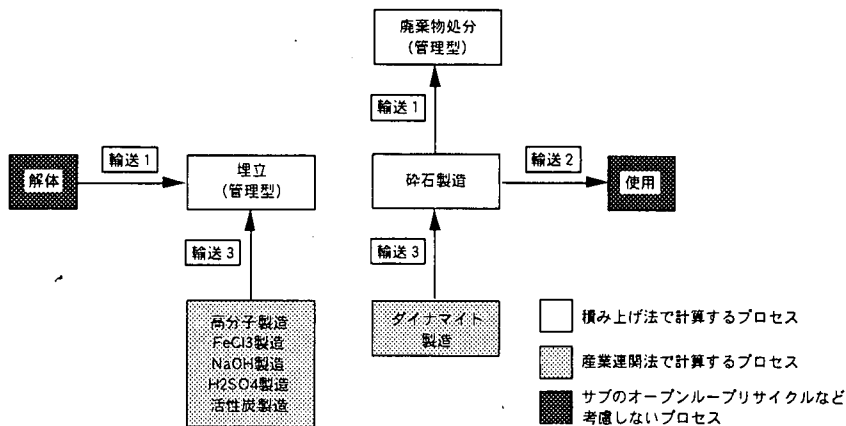 廃棄物処分
(管理型)
輸送1
解体
輸送1
埋立
(管理型)
砕石製造
輸送2
使用
輸送3
輸送3
高分子製造
FeCl3製造
NaOH製造
H2SO4製造
活性炭製造
ダイナマイト
製造
積み上げ法で計算するプロセス
産業連関法で計算するプロセス
サブのオープンループリサイクルなど
考慮しないプロセス